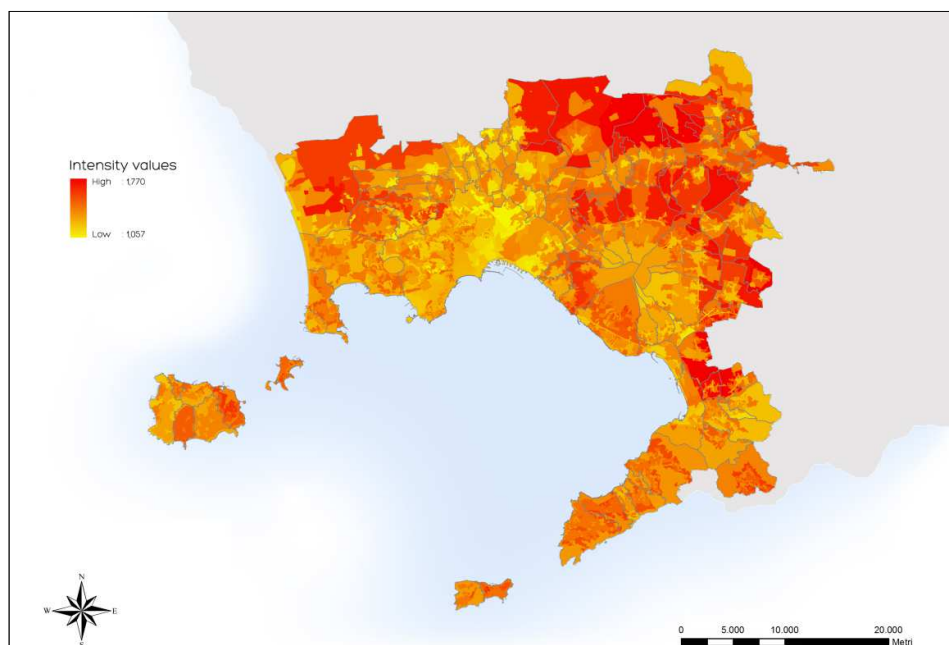 Intensity values
High : 1,770
Low : 1,057
N
W E
S
0 5.000 10.000 20.000
Metri